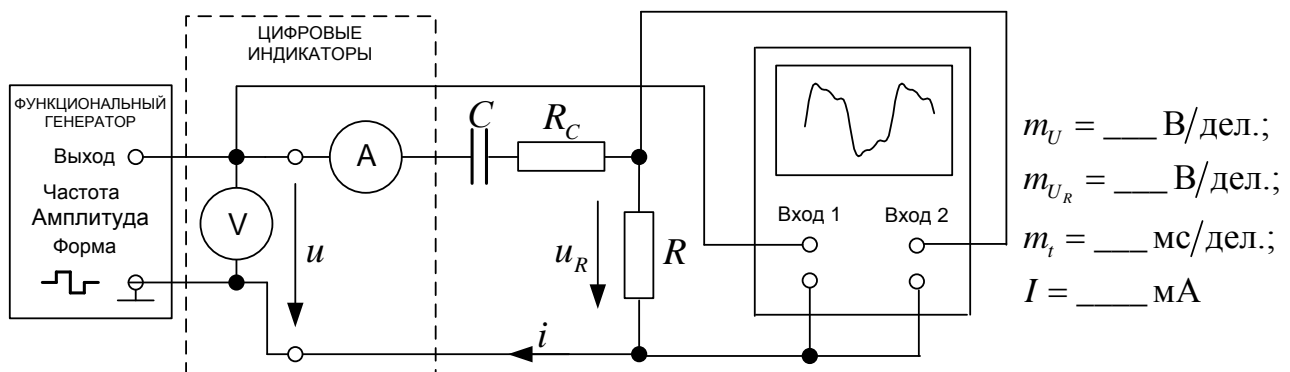 ЦИФРОВЫЕ
ИНДИКАТОРЫ
ФУНКЦИОНАЛЬНЫЙ
ГЕНЕРАТОР
Выход
Частота
Амплитуда
Форма
V
A
u
C
R_C
u_R
R
i
Вход 1
Вход 2
m_U = ___ В/дел.;
m_{U_R} = ___ В/дел.;
m_t = ___ мс/дел.;
I = ____ мА